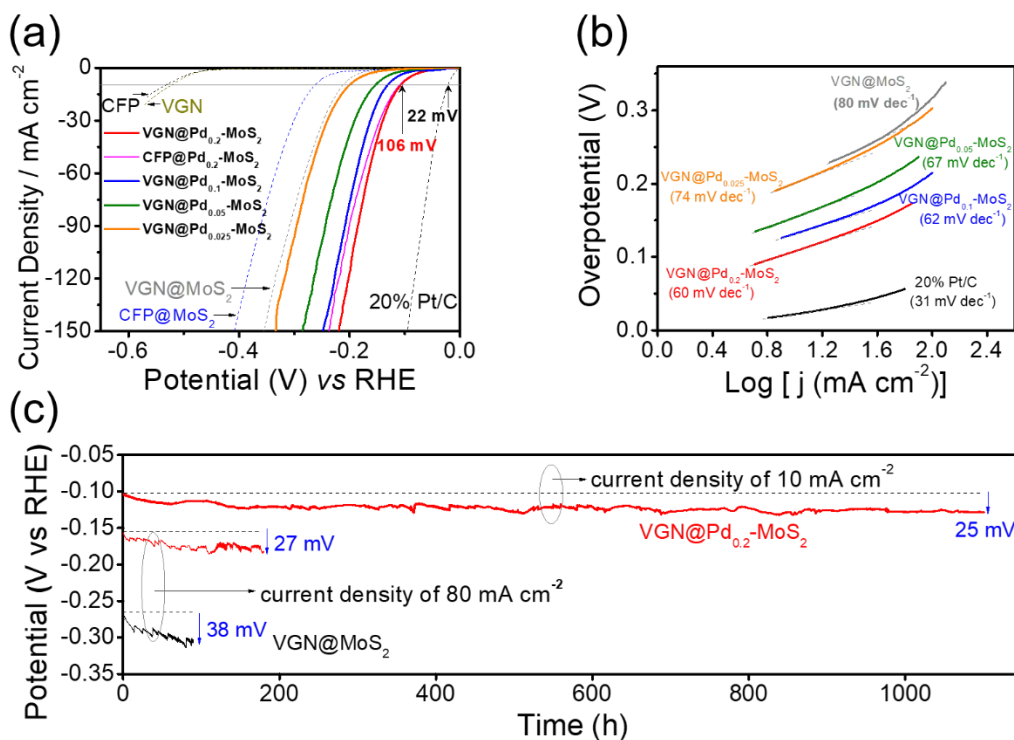 (a)
Current Density / mA cm⁻²
0
-30
-60
-90
-120
-150
CFP
VGN
VGN@Pd₀.₂-MoS₂
CFP@Pd₀.₂-MoS₂
VGN@Pd₀.₁-MoS₂
VGN@Pd₀.₀₅-MoS₂
VGN@Pd₀.₀₂₅-MoS₂
22 mV
106 mV
VGN@MoS₂
CFP@MoS₂
20% Pt/C
-0.6 -0.4 -0.2 0.0
Potential (V) vs RHE
(b)
Overpotential (V)
0.3
0.2
0.1
0.0
VGN@MoS₂
(80 mV dec⁻¹)
VGN@Pd₀.₀₅-MoS₂
(67 mV dec⁻¹)
VGN@Pd₀.₀₂₅-MoS₂
(74 mV dec⁻¹)
VGN@Pd₀.₁-MoS₂
(62 mV dec⁻¹)
VGN@Pd₀.₂-MoS₂
(60 mV dec⁻¹)
20% Pt/C
(31 mV dec⁻¹)
0.0 0.4 0.8 1.2 1.6 2.0 2.4
Log [ j (mA cm⁻²)]
(c)
Potential (V vs RHE)
-0.05
-0.10
-0.15
-0.20
-0.25
-0.30
-0.35
current density of 10 mA cm⁻²
VGN@Pd₀.₂-MoS₂
25 mV
27 mV
current density of 80 mA cm⁻²
38 mV
VGN@MoS₂
0 200 400 600 800 1000
Time (h)